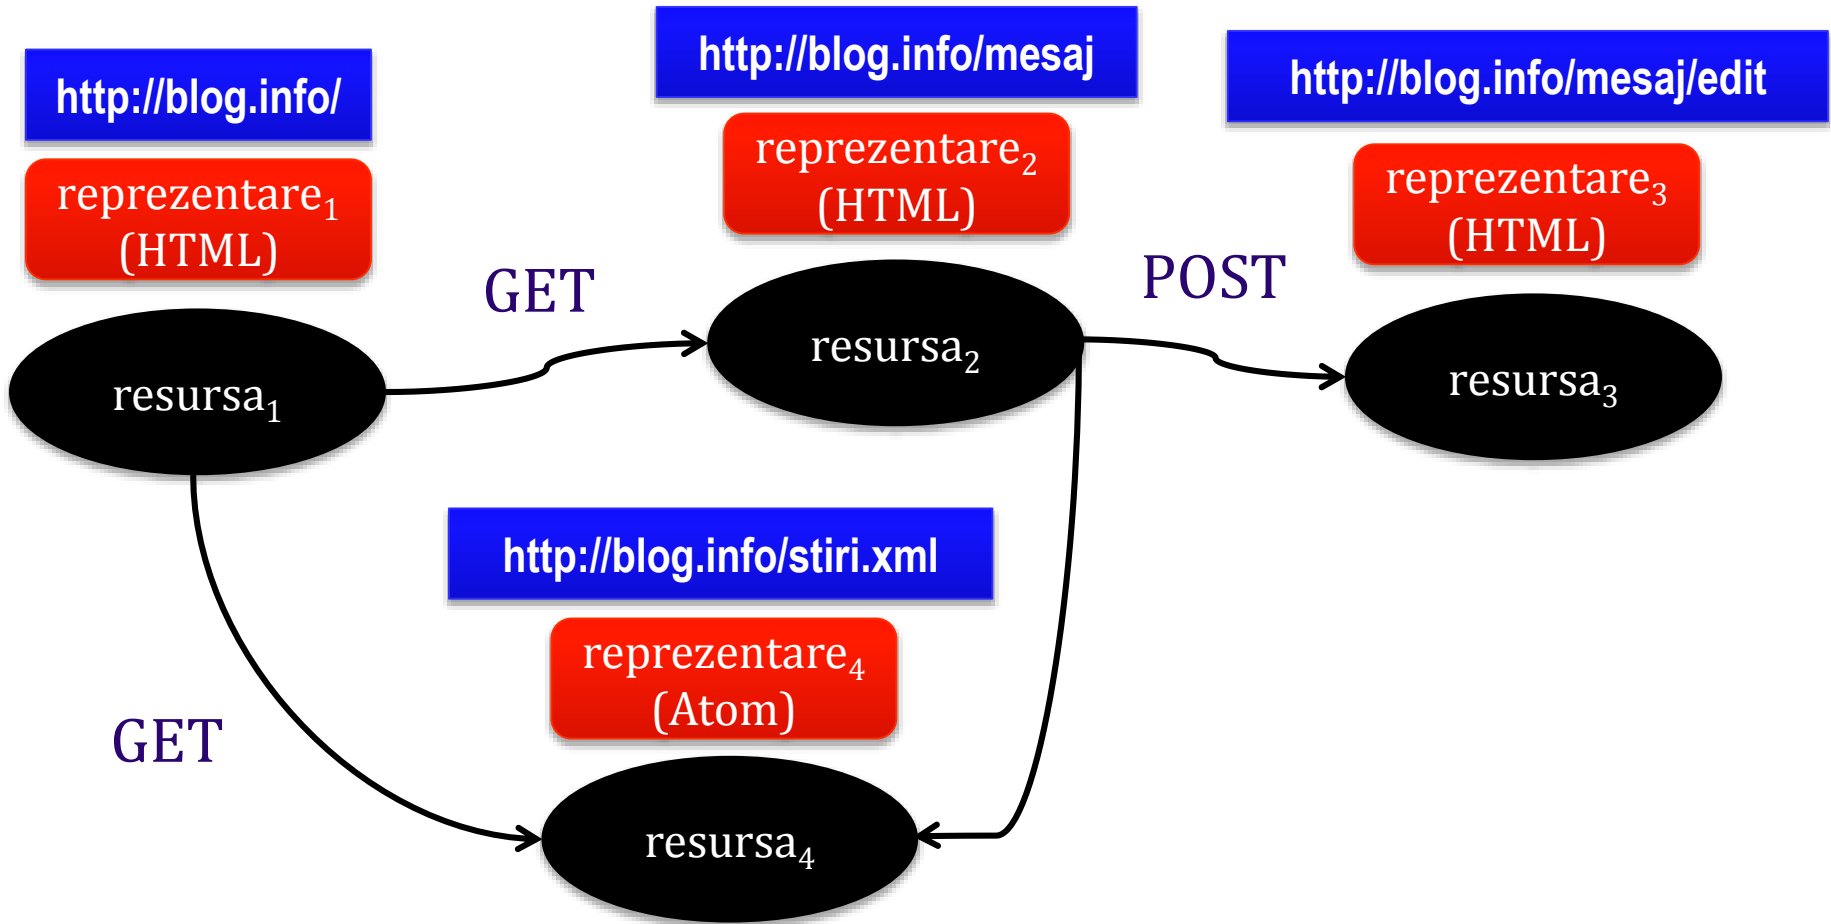 http://blog.info/
reprezentare₁
(HTML)
resursa₁
GET
http://blog.info/mesaj
reprezentare₂
(HTML)
resursa₂
POST
http://blog.info/mesaj/edit
reprezentare₃
(HTML)
resursa₃
GET
http://blog.info/stiri.xml
reprezentare₄
(Atom)
resursa₄